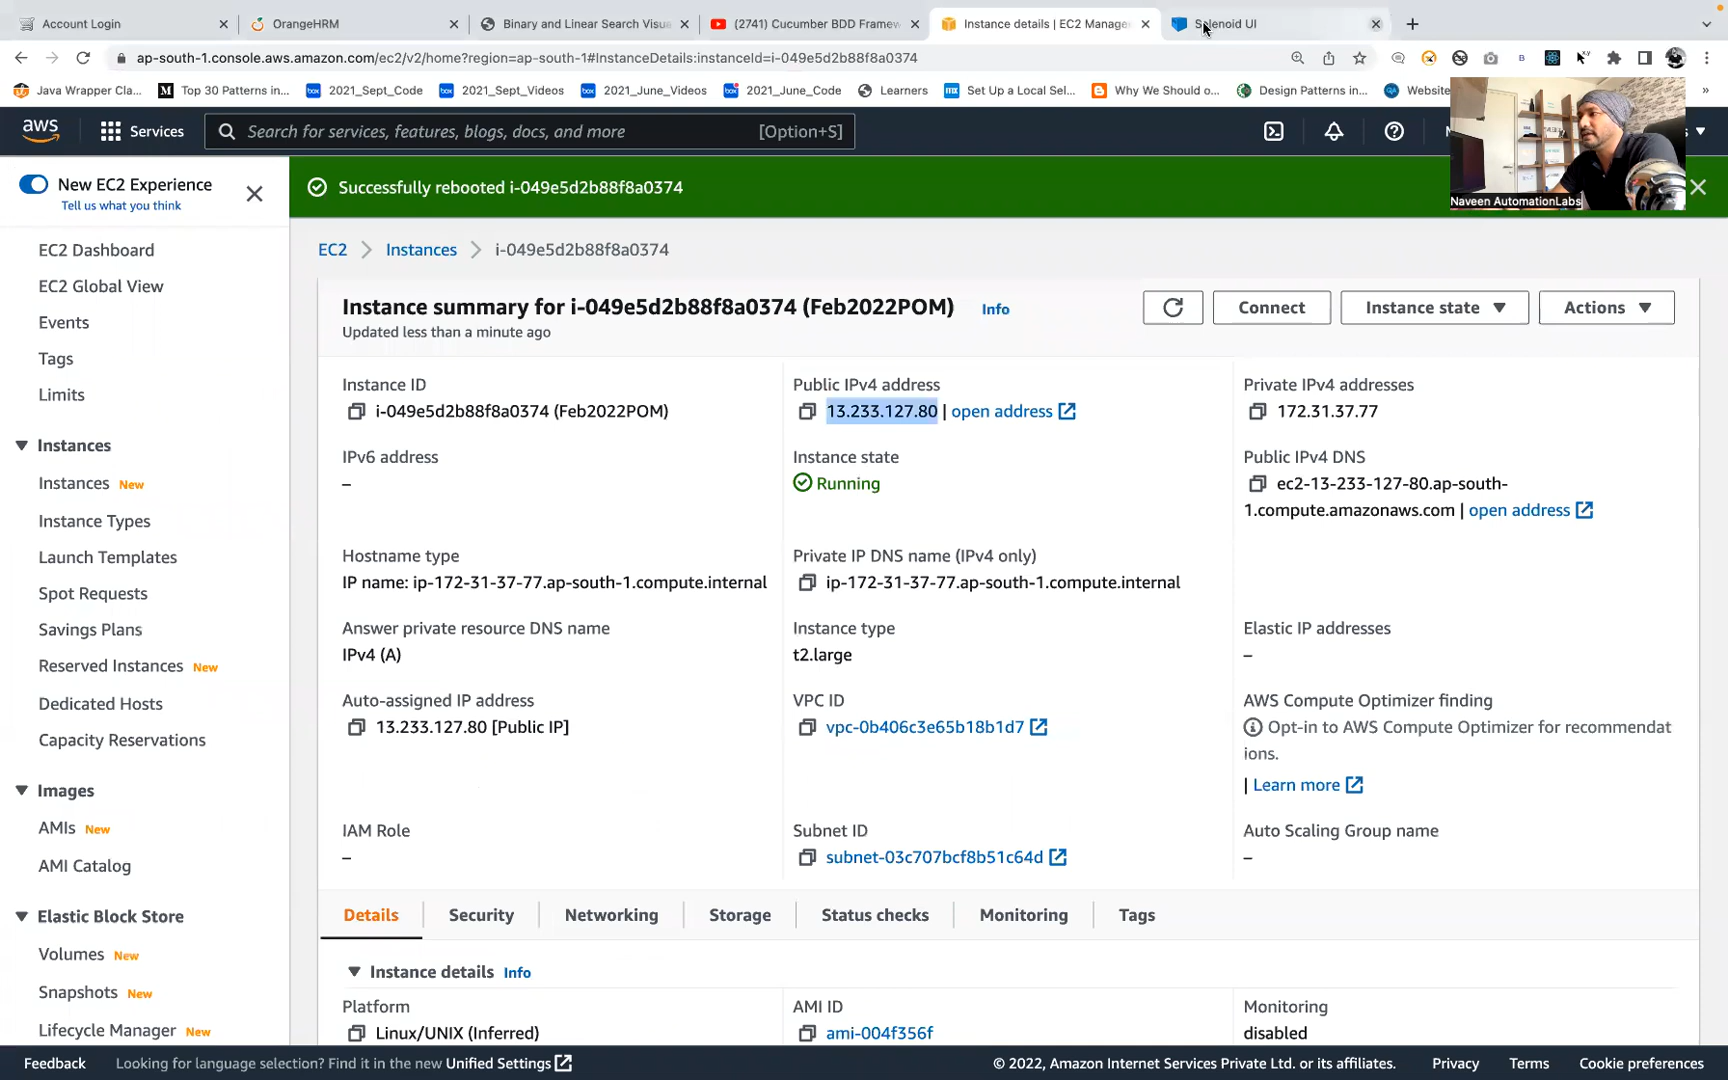 Account Login
OrangeHRM
Binary and Linear Search Visua
(2741) Cucumber BDD Framew
Instance details | EC2 Manage
Selenoid UI
ap-south-1.console.aws.amazon.com/ec2/v2/home?region=ap-south-1#InstanceDetails:instanceId=i-049e5d2b88f8a0374
Java Wrapper Cla...
Top 30 Patterns in...
2021_Sept_Code
2021_Sept_Videos
2021_June_Videos
2021_June_Code
Learners
Set Up a Local Sel...
Why We Should o...
Design Patterns in...
Website
aws
Services
Search for services, features, blogs, docs, and more
[Option+S]
Naveen AutomationLabs
New EC2 Experience
Tell us what you think
Successfully rebooted i-049e5d2b88f8a0374
EC2 Dashboard
EC2 Global View
Events
Tags
Limits
Instances
Instances New
Instance Types
Launch Templates
Spot Requests
Savings Plans
Reserved Instances New
Dedicated Hosts
Capacity Reservations
Images
AMIs New
AMI Catalog
Elastic Block Store
Volumes New
Snapshots New
Lifecycle Manager New
EC2 > Instances > i-049e5d2b88f8a0374
Instance summary for i-049e5d2b88f8a0374 (Feb2022POM) Info
Updated less than a minute ago
Connect
Instance state
Actions
Instance ID
i-049e5d2b88f8a0374 (Feb2022POM)
Public IPv4 address
13.233.127.80 | open address
Private IPv4 addresses
172.31.37.77
IPv6 address
–
Instance state
Running
Public IPv4 DNS
ec2-13-233-127-80.ap-south-
1.compute.amazonaws.com | open address
Hostname type
IP name: ip-172-31-37-77.ap-south-1.compute.internal
Private IP DNS name (IPv4 only)
ip-172-31-37-77.ap-south-1.compute.internal
Answer private resource DNS name
IPv4 (A)
Instance type
t2.large
Elastic IP addresses
–
Auto-assigned IP address
13.233.127.80 [Public IP]
VPC ID
vpc-0b406c3e65b18b1d7
AWS Compute Optimizer finding
Opt-in to AWS Compute Optimizer for recommendat
ions.
| Learn more
IAM Role
–
Subnet ID
subnet-03c707bcf8b51c64d
Auto Scaling Group name
–
Details
Security
Networking
Storage
Status checks
Monitoring
Tags
Instance details Info
Platform
Linux/UNIX (Inferred)
AMI ID
ami-004f356f
Monitoring
disabled
Feedback
Looking for language selection? Find it in the new Unified Settings
© 2022, Amazon Internet Services Private Ltd. or its affiliates.
Privacy
Terms
Cookie preferences